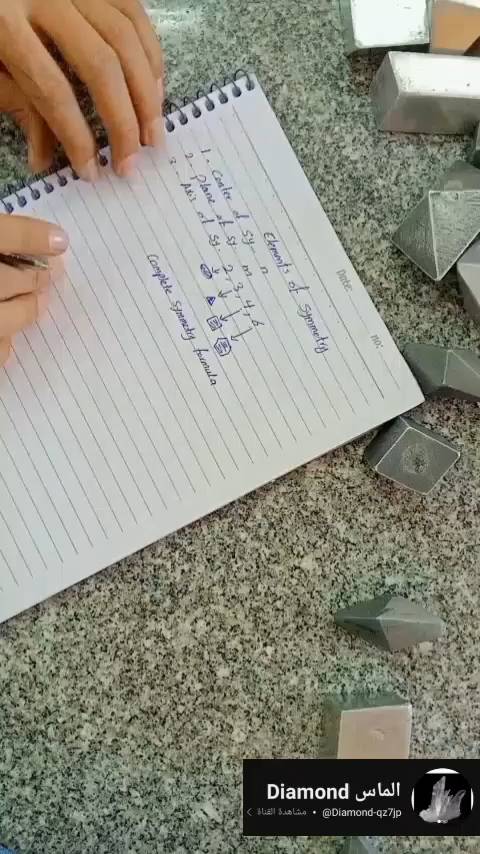 Date:
no:
Elements of Symmetry
1. Center of Sy. n
2. Plane of Sy m
3. Axis of Sy. 2, 3, 4, 6
Complete Symmetry formula
Diamond الماس
@Diamond-qz7jp • مشاهدة القناة